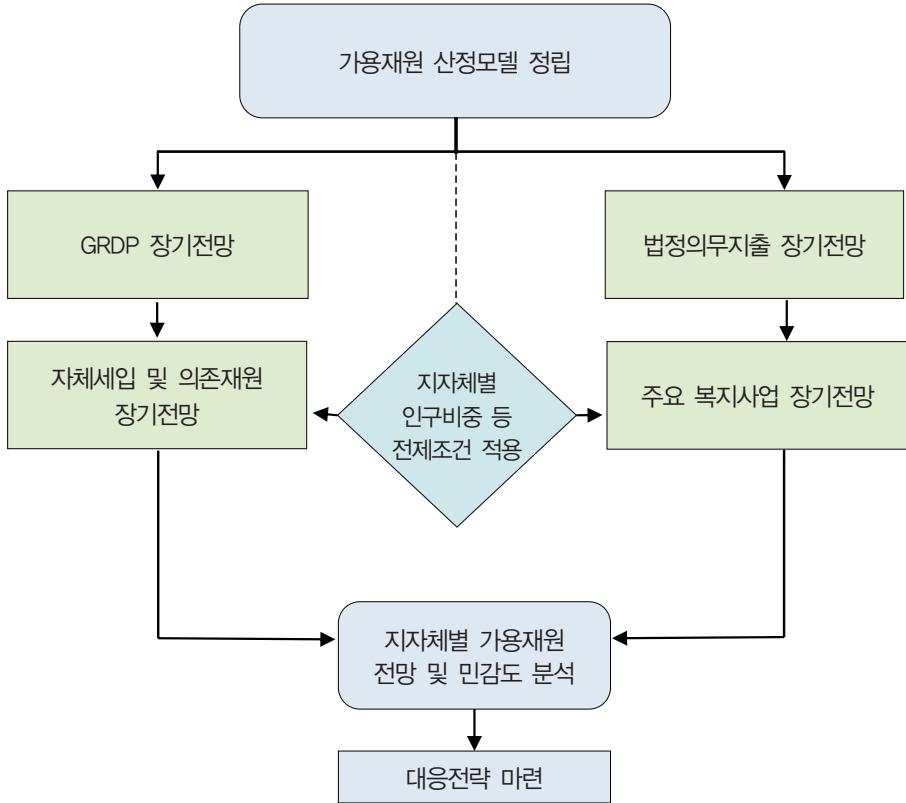 가용재원 산정모델 정립
GRDP 장기전망
법정의무지출 장기전망
자체세입 및 의존재원
장기전망
지자체별
인구비중 등
전제조건 적용
주요 복지사업 장기전망
지자체별 가용재원
전망 및 민감도 분석
대응전략 마련